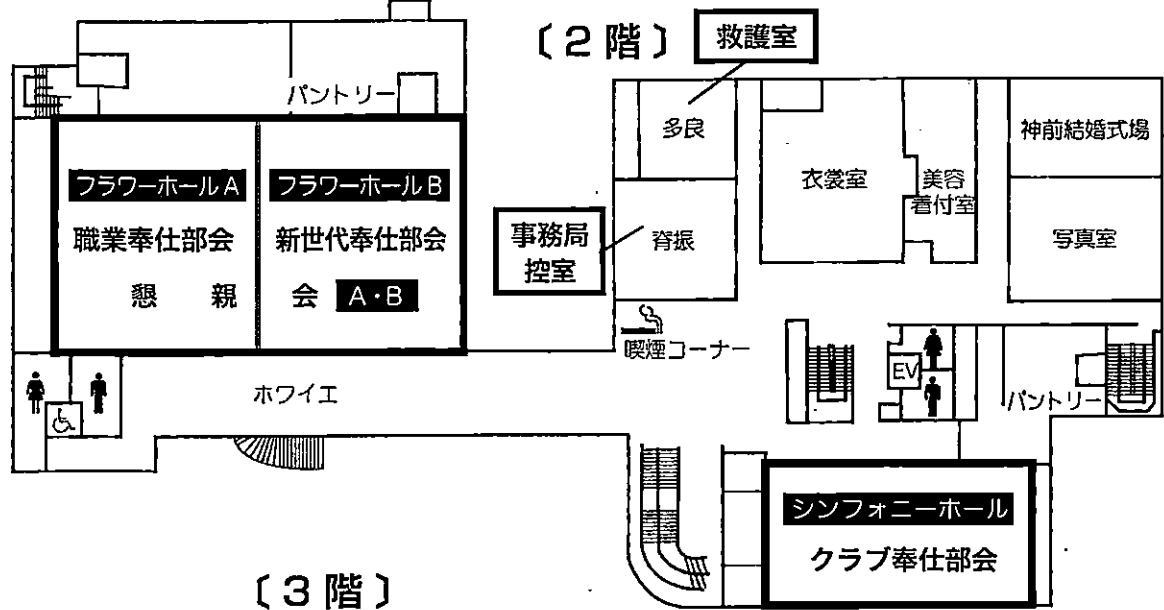 〔2階〕
救護室
パントリー
多良
神前結婚式場
フラワーホールA
フラワーホールB
衣裳室
美容
着付室
職業奉仕部会
新世代奉仕部会
事務局
控室
脊振
写真室
懇親会 A・B
喫煙コーナー
EV
ホワイエ
パントリー
シンフォニーホール
クラブ奉仕部会
〔3階〕